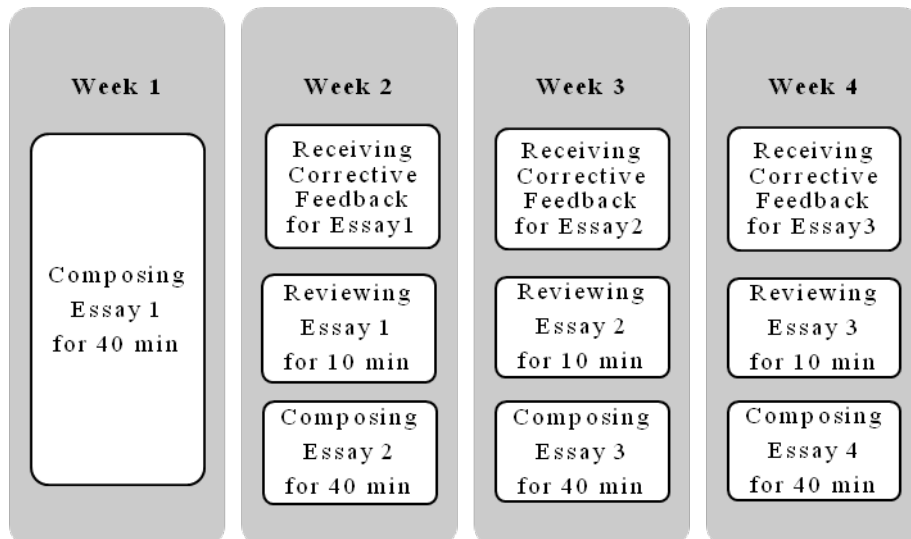 Week 1
Composing
Essay 1
for 40 min
Week 2
Receiving
Corrective
Feedback
for Essay1
Reviewing
Essay 1
for 10 min
Composing
Essay 2
for 40 min
Week 3
Receiving
Corrective
Feedback
for Essay2
Reviewing
Essay 2
for 10 min
Composing
Essay 3
for 40 min
Week 4
Receiving
Corrective
Feedback
for Essay3
Reviewing
Essay 3
for 10 min
Composing
Essay 4
for 40 min